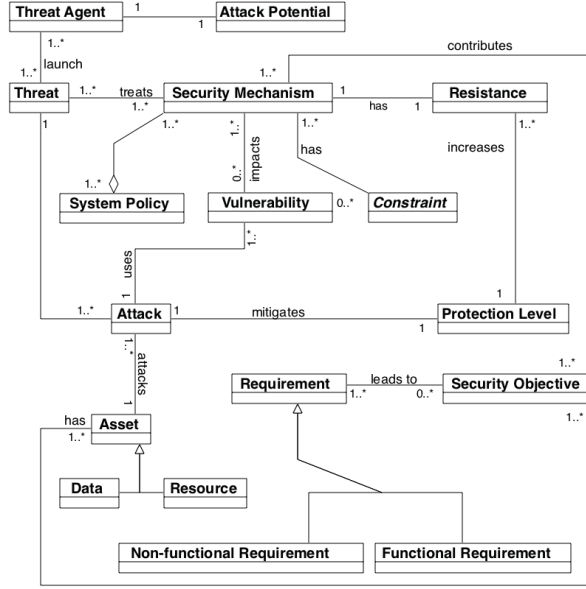 Threat Agent 1 1 Attack Potential
1..* launch 1..* contributes
Threat 1..* treats 1..* Security Mechanism 1..* 1 has 1 Resistance
1 1..* 1..* 1..* has 1..* increases
impacts
1..* 0..* 0..*
System Policy Vulnerability Constraint
1..*
uses
1 1
1..* Attack 1 mitigates 1 Protection Level
1..*
attacks
1
1..*
Requirement 1..* leads to 0..* Security Objective
has 1..* Asset 1..*
Data Resource
Non-functional Requirement Functional Requirement